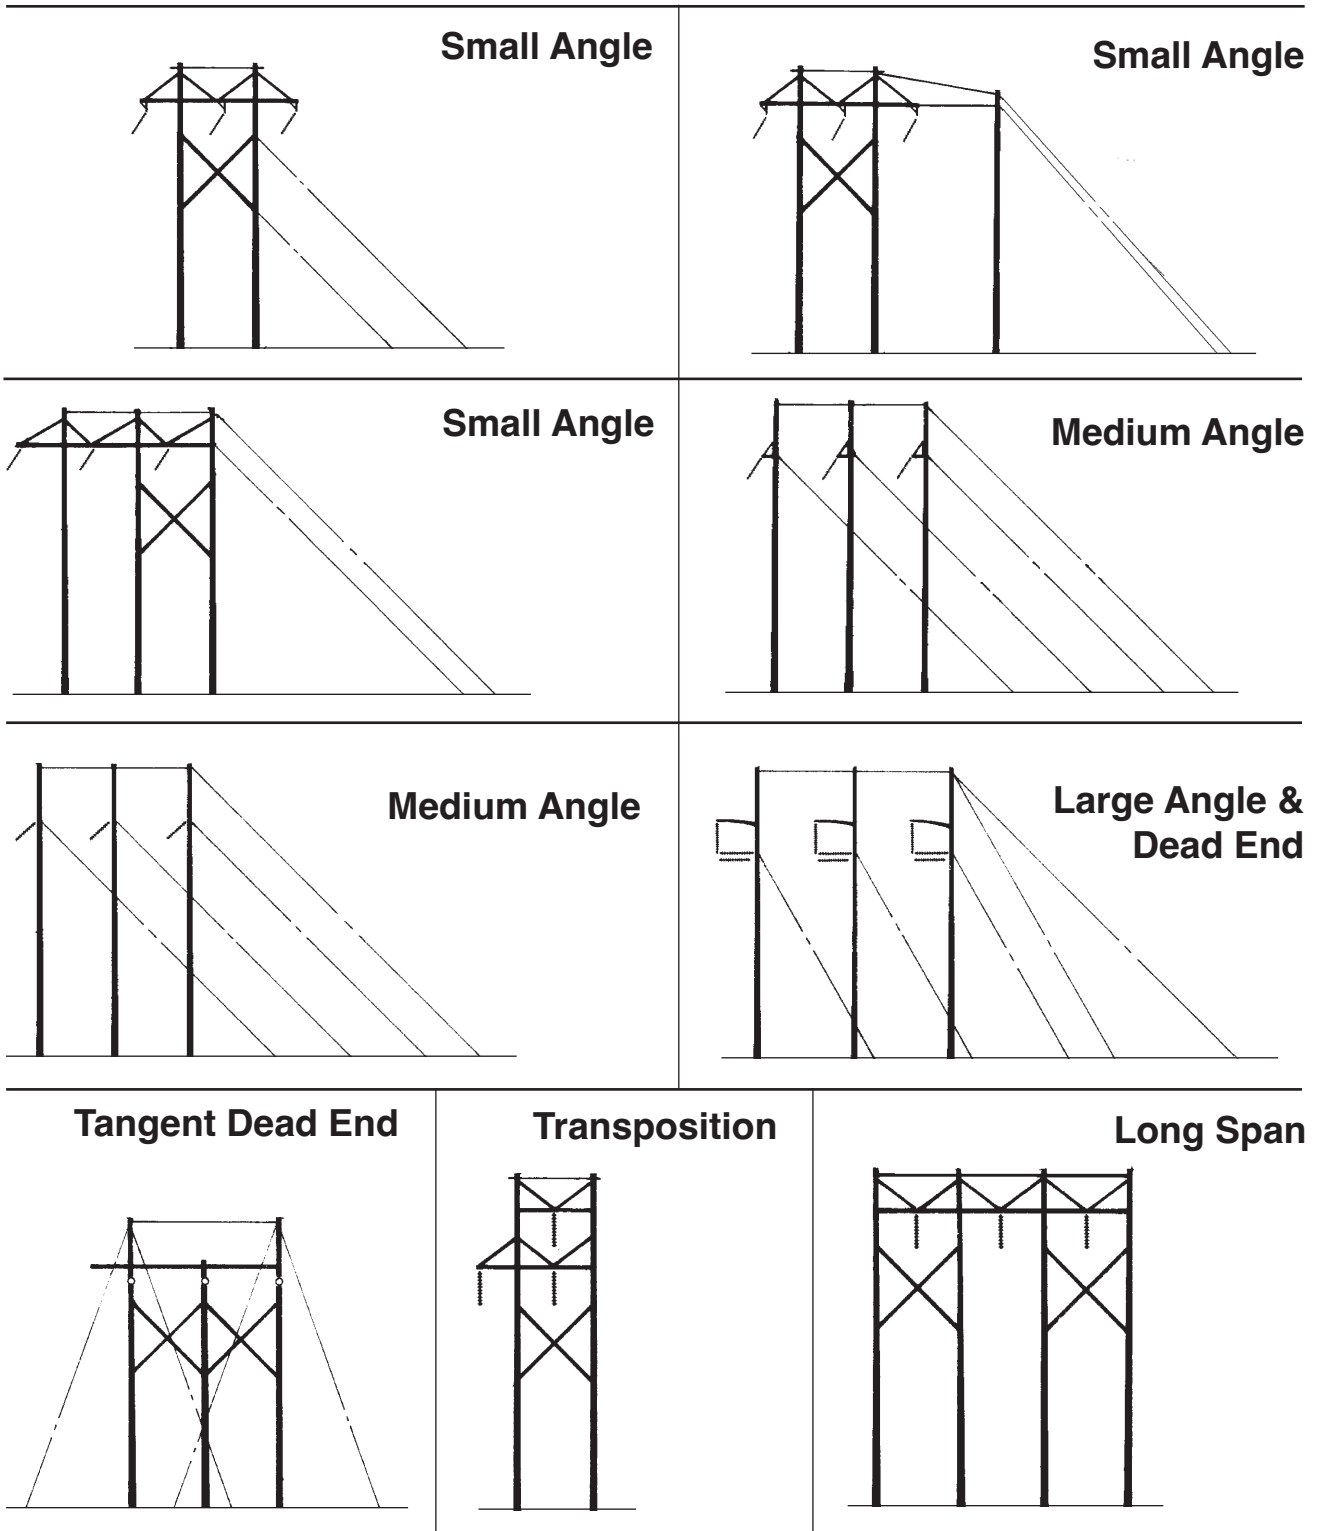 Small Angle
Small Angle
Small Angle
Medium Angle
Medium Angle
Large Angle &
Dead End
Tangent Dead End
Transposition
Long Span